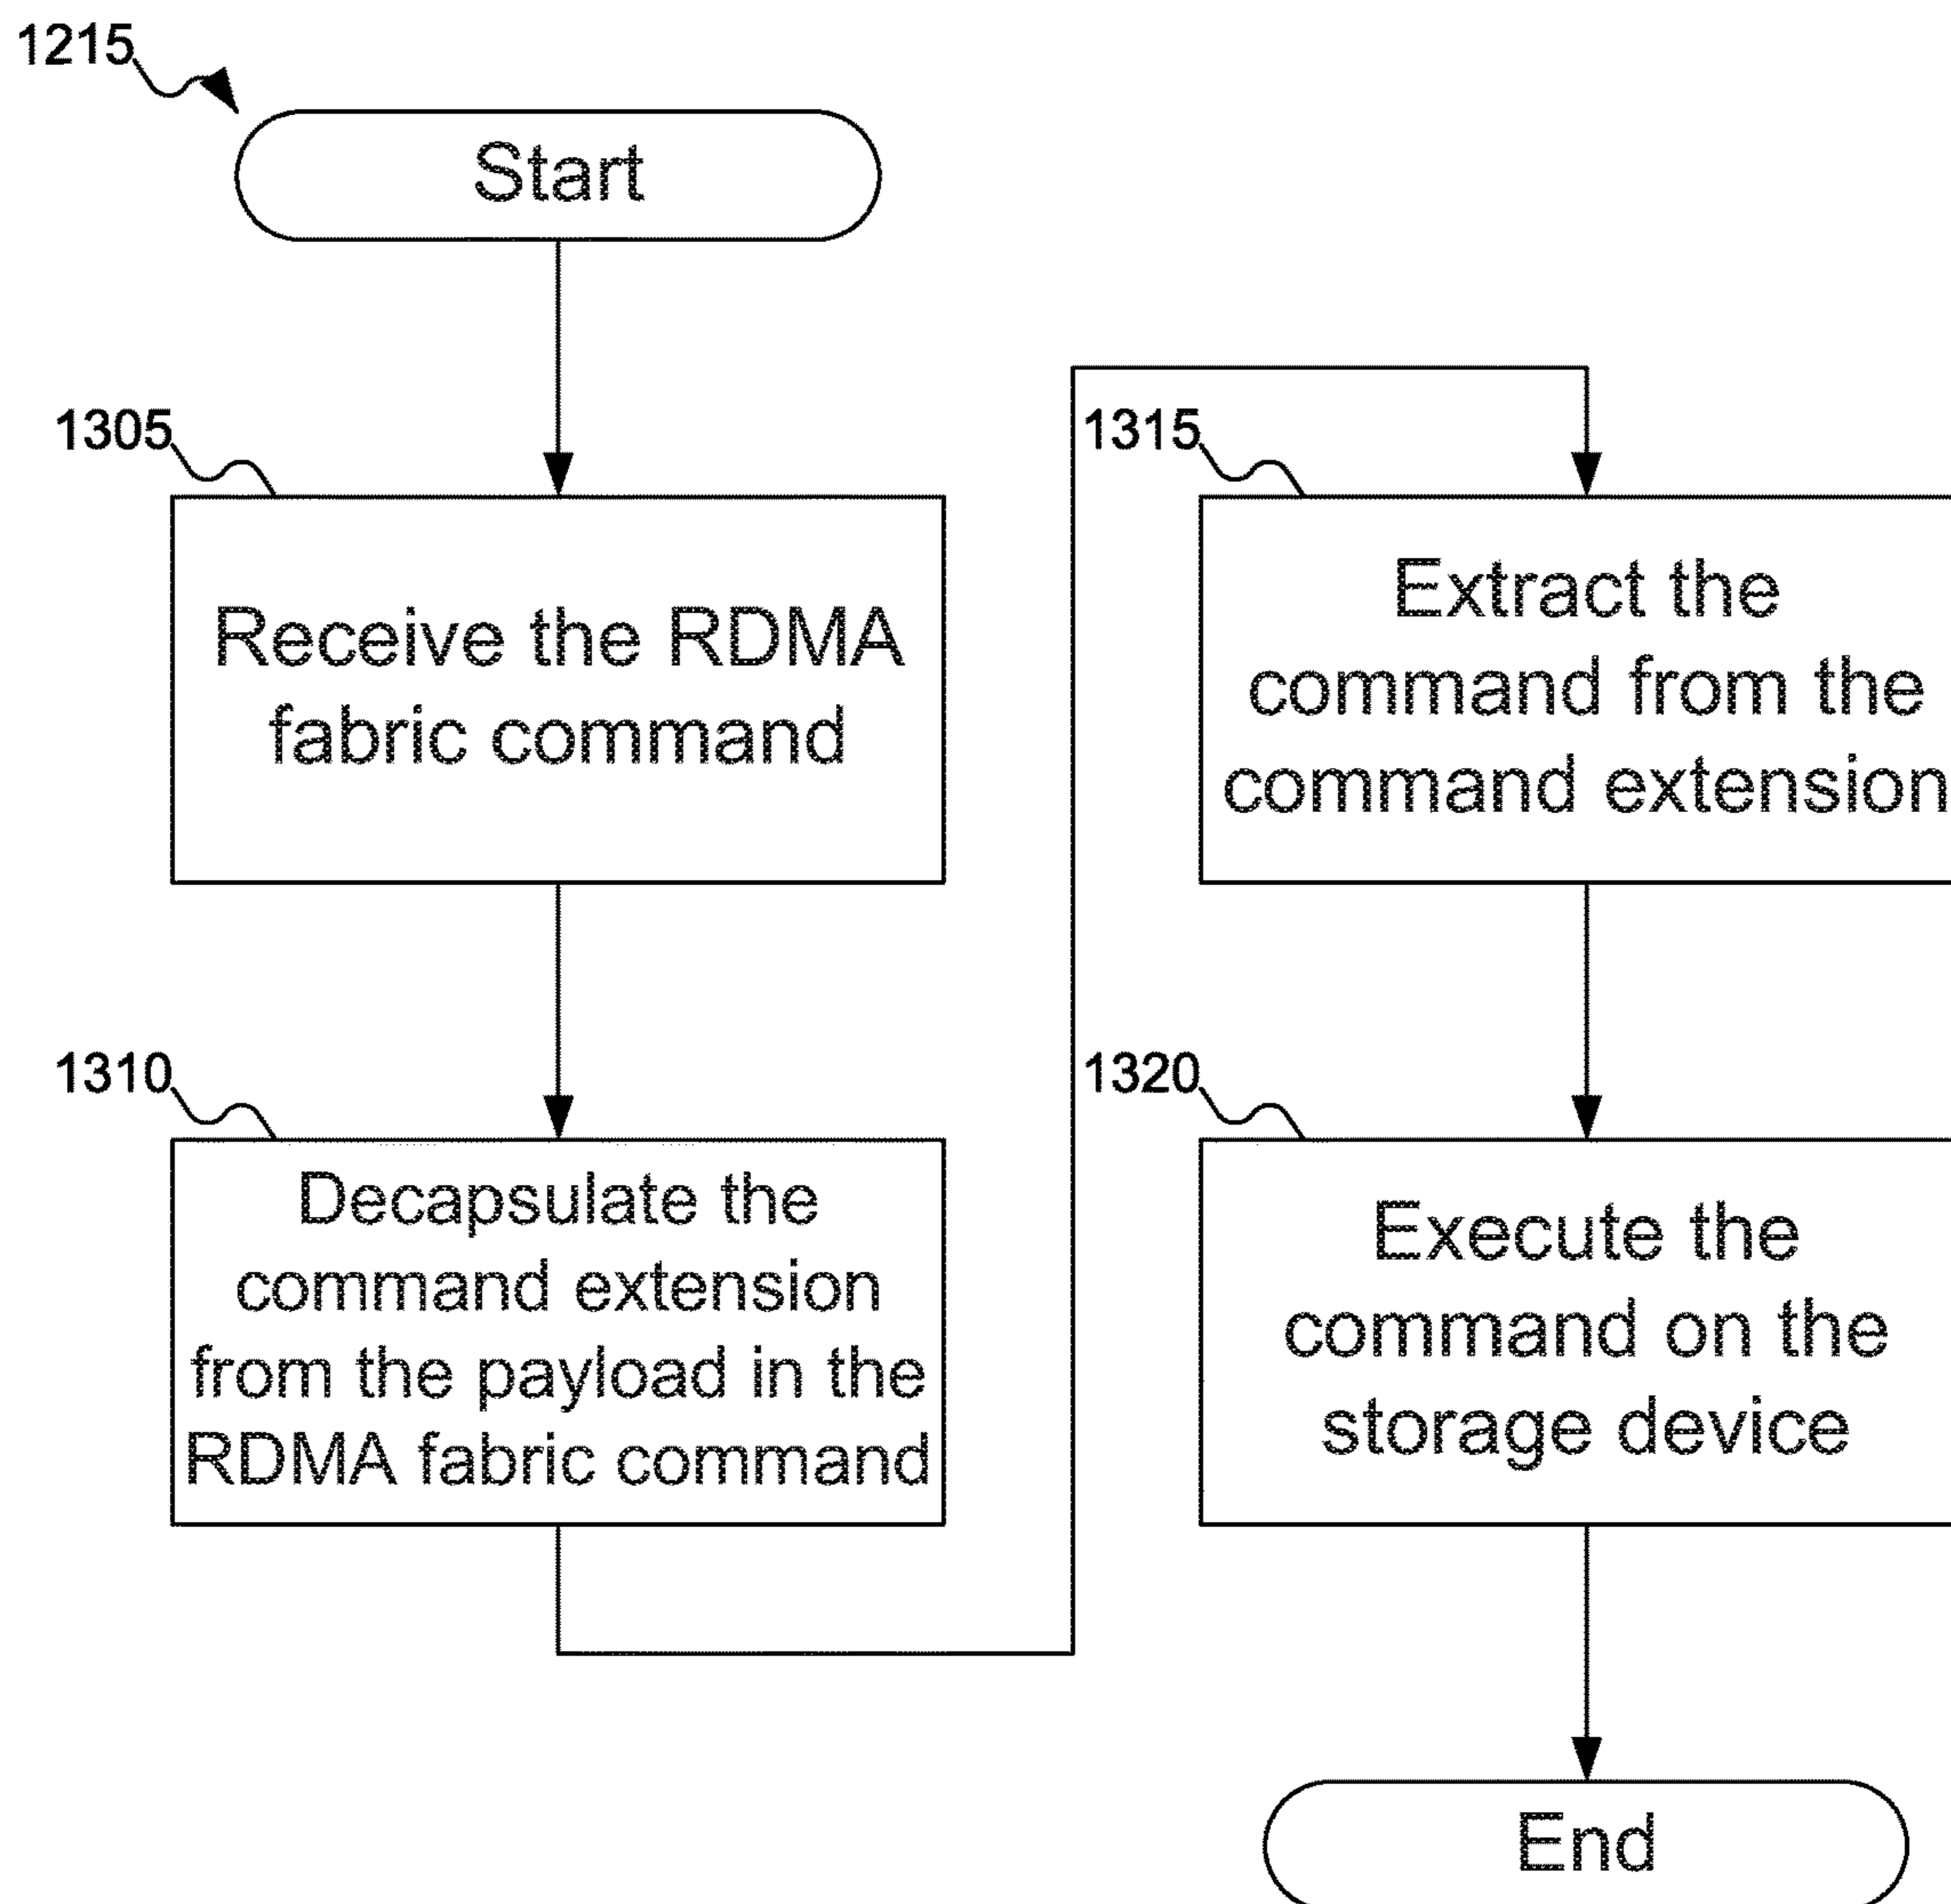 1215
Start
1305
Receive the RDMA
fabric command
1310
Decapsulate the
command extension
from the payload in the
RDMA fabric command
1315
Extract the
command from the
command extension
1320
Execute the
command on the
storage device
End